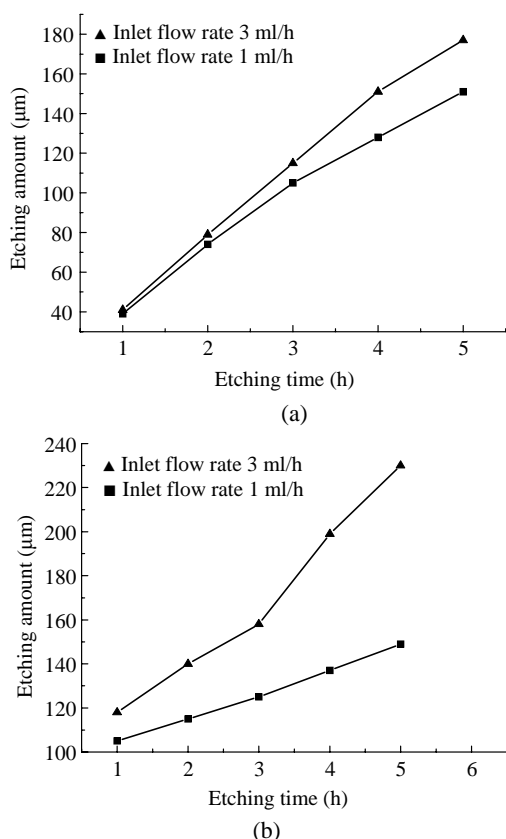 180
160
140
120
100
80
60
40
Etching amount (μm)
▲ Inlet flow rate 3 ml/h
■ Inlet flow rate 1 ml/h
1 2 3 4 5
Etching time (h)
(a)
240
220
200
180
160
140
120
100
Etching amount (μm)
▲ Inlet flow rate 3 ml/h
■ Inlet flow rate 1 ml/h
1 2 3 4 5 6
Etching time (h)
(b)